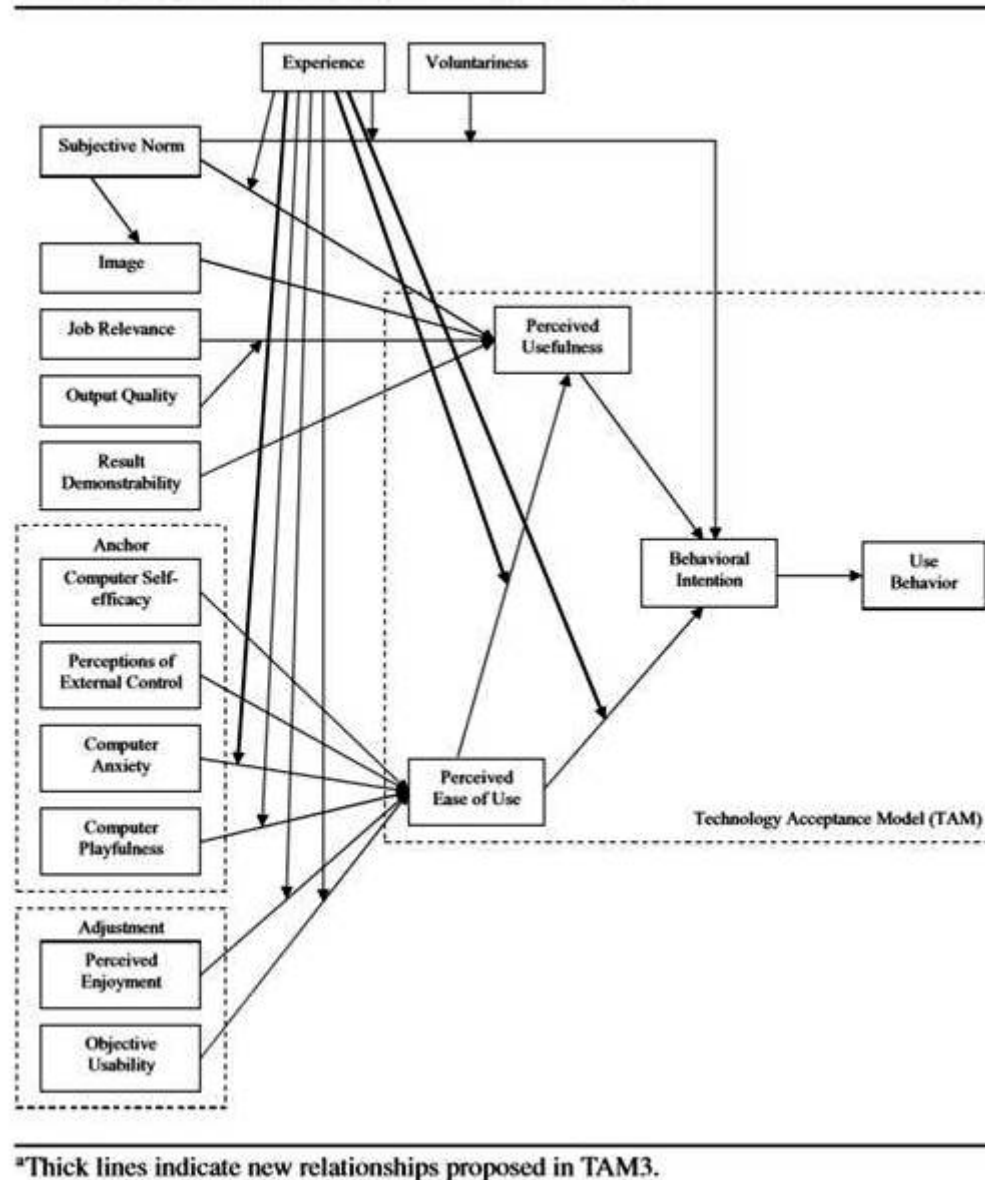 Experience
Voluntariness
Subjective Norm
Image
Job Relevance
Perceived
Usefulness
Output Quality
Result
Demonstrability
Anchor
Computer Self-
efficacy
Behavioral
Intention
Use
Behavior
Perceptions of
External Control
Computer
Anxiety
Perceived
Ease of Use
Computer
Playfulness
Technology Acceptance Model (TAM)
Adjustment
Perceived
Enjoyment
Objective
Usability
ᵃThick lines indicate new relationships proposed in TAM3.